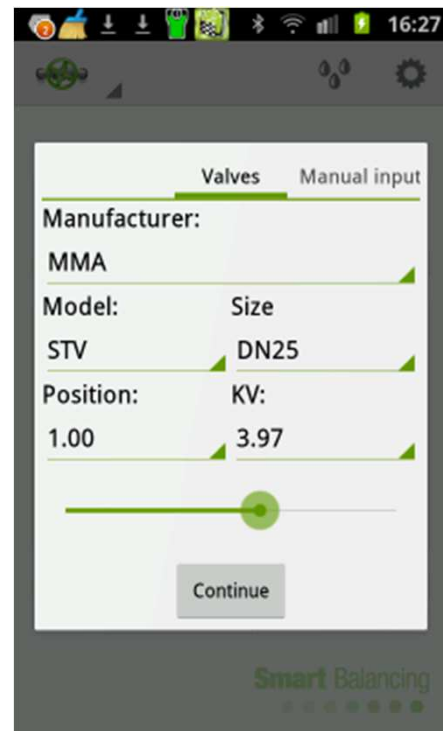 16:27
Valves Manual input
Manufacturer:
MMA
Model: Size
STV DN25
Position: KV:
1.00 3.97
Continue
Smart Balancing